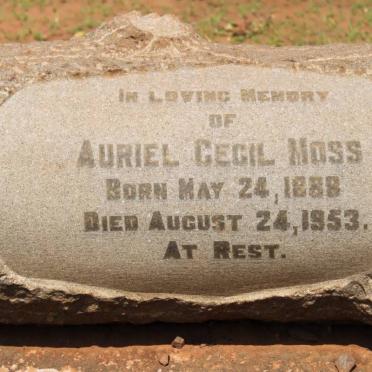 In Loving Memory
of
Auriel Cecil Moss
Born May 24, 1888
Died August 24, 1953.
At Rest.